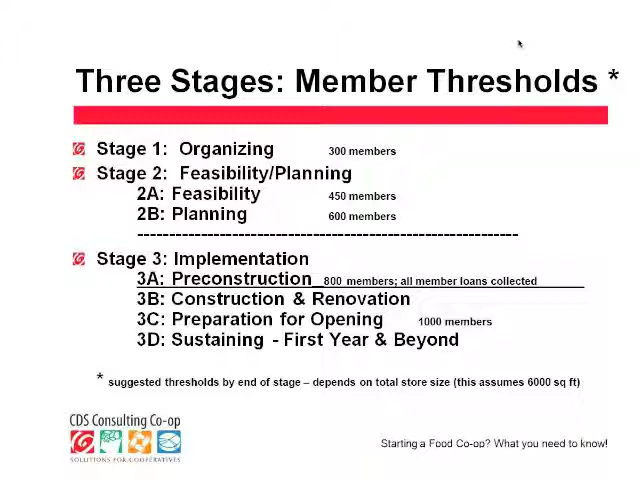 Three Stages: Member Thresholds *
Stage 1: Organizing 300 members
Stage 2: Feasibility/Planning
2A: Feasibility 450 members
2B: Planning 600 members
-----------------------------------------------------------
Stage 3: Implementation
3A: Preconstruction 800 members; all member loans collected
3B: Construction & Renovation
3C: Preparation for Opening 1000 members
3D: Sustaining - First Year & Beyond
* suggested thresholds by end of stage – depends on total store size (this assumes 6000 sq ft)
CDS Consulting Co-op
SOLUTIONS FOR COOPERATIVES
Starting a Food Co-op? What you need to know!